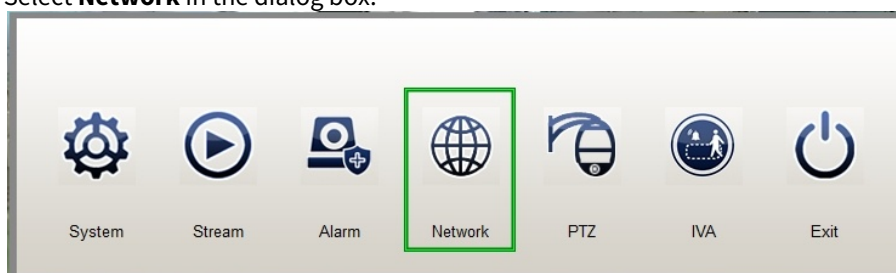 Select Network in the dialog box.
System Stream Alarm Network PTZ IVA Exit